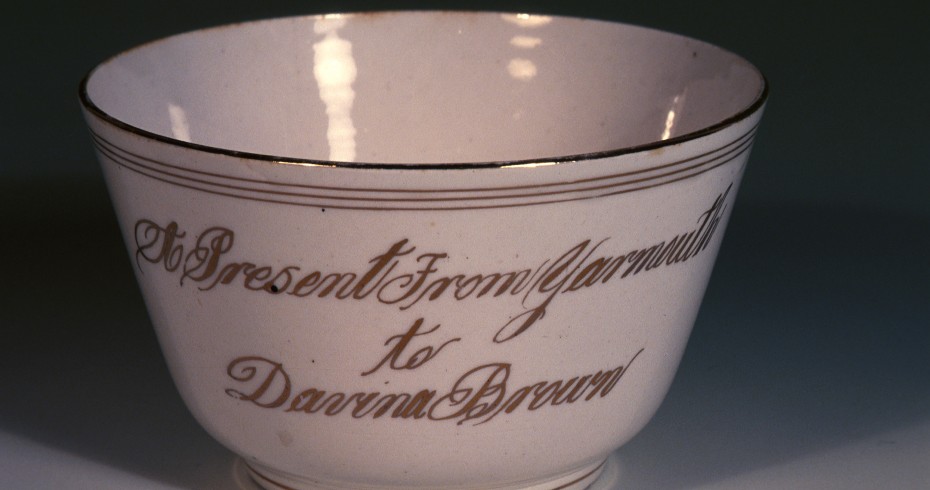 A Present From Yarmouth
to
Davina Brown